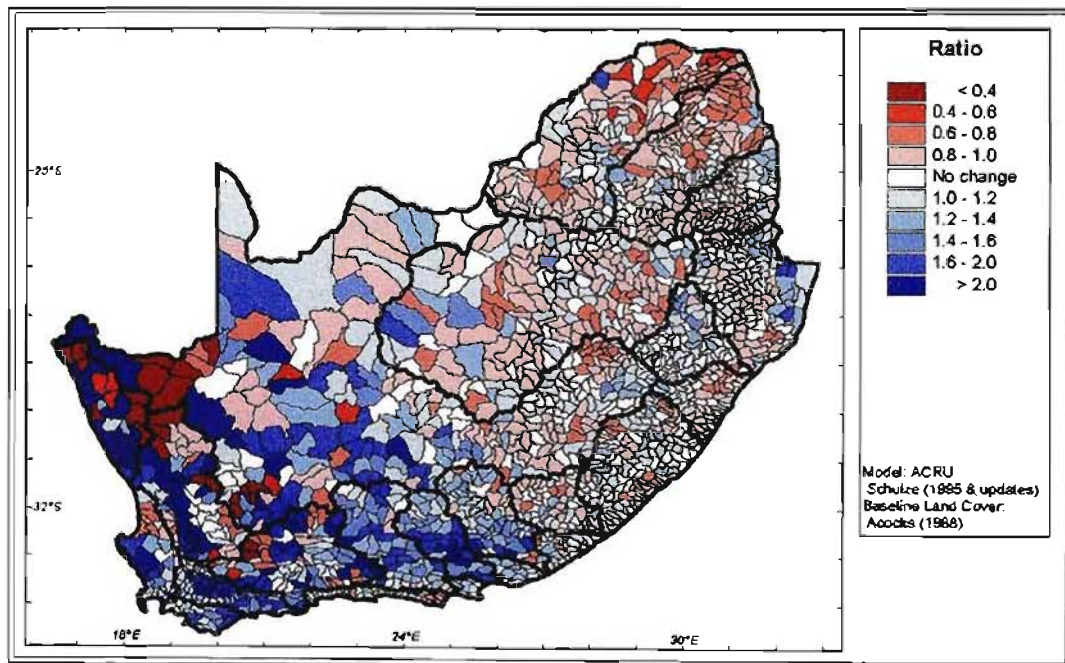 Ratio
< 0.4
0.4 - 0.6
0.6 - 0.8
0.8 - 1.0
No change
1.0 - 1.2
1.2 - 1.4
1.4 - 1.6
1.6 - 2.0
> 2.0
25°S
32°S
18°E
24°E
30°E
Model: ACRU
Schulze (1995 & updates)
Baseline Land Cover:
Acocks (1988)